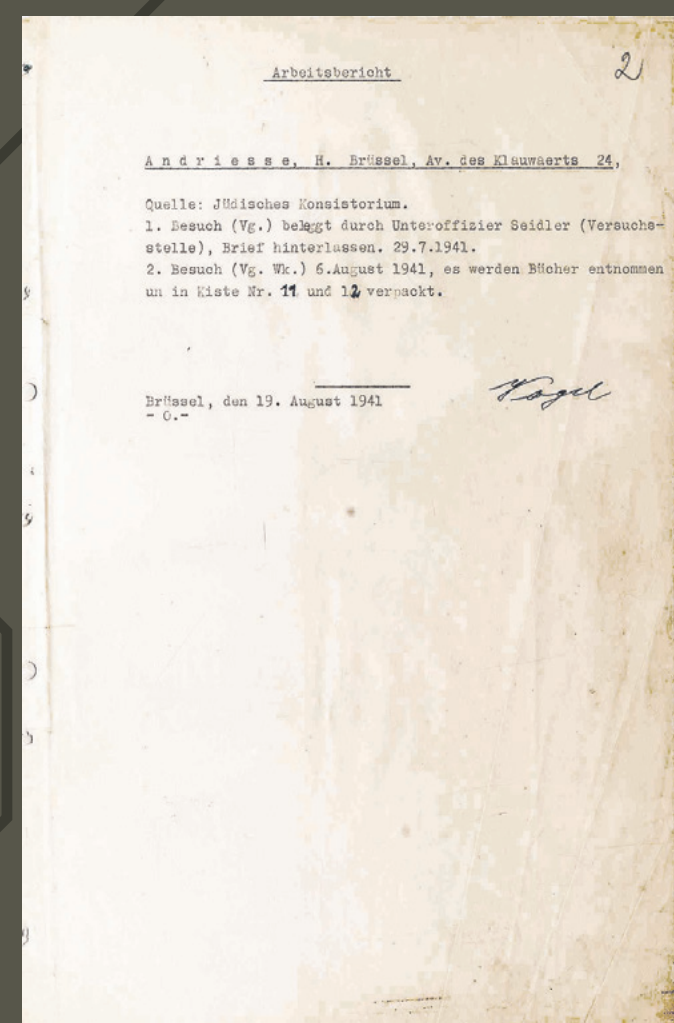 Arbeitsbericht
2
Andriesse, H. Brüssel, Av. des Klauwaerts 24,
Quelle: Jüdisches Konsistorium.
1. Besuch (Vg.) belegt durch Unteroffizier Seidler (Versuchs-
stelle), Brief hinterlassen. 29.7.1941.
2. Besuch (Vg. Wk.) 6.August 1941, es werden Bücher entnommen
un in Kiste Nr. 11 und 12 verpackt.
Vogel
Brüssel, den 19. August 1941
- O.-